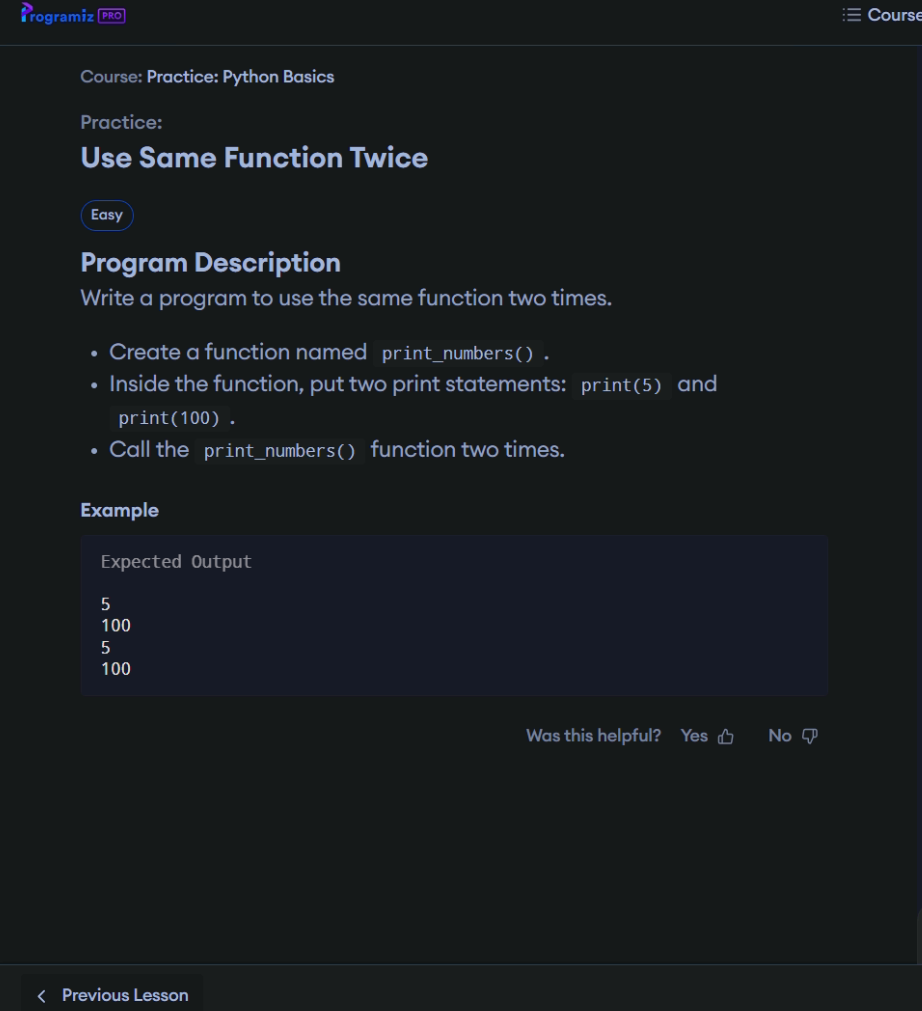 Programiz PRO
Course
Course: Practice: Python Basics
Practice:
Use Same Function Twice
Easy
Program Description
Write a program to use the same function two times.
• Create a function named print_numbers() .
• Inside the function, put two print statements: print(5) and
print(100) .
• Call the print_numbers() function two times.
Example
Expected Output
5
100
5
100
Was this helpful? Yes No
Previous Lesson